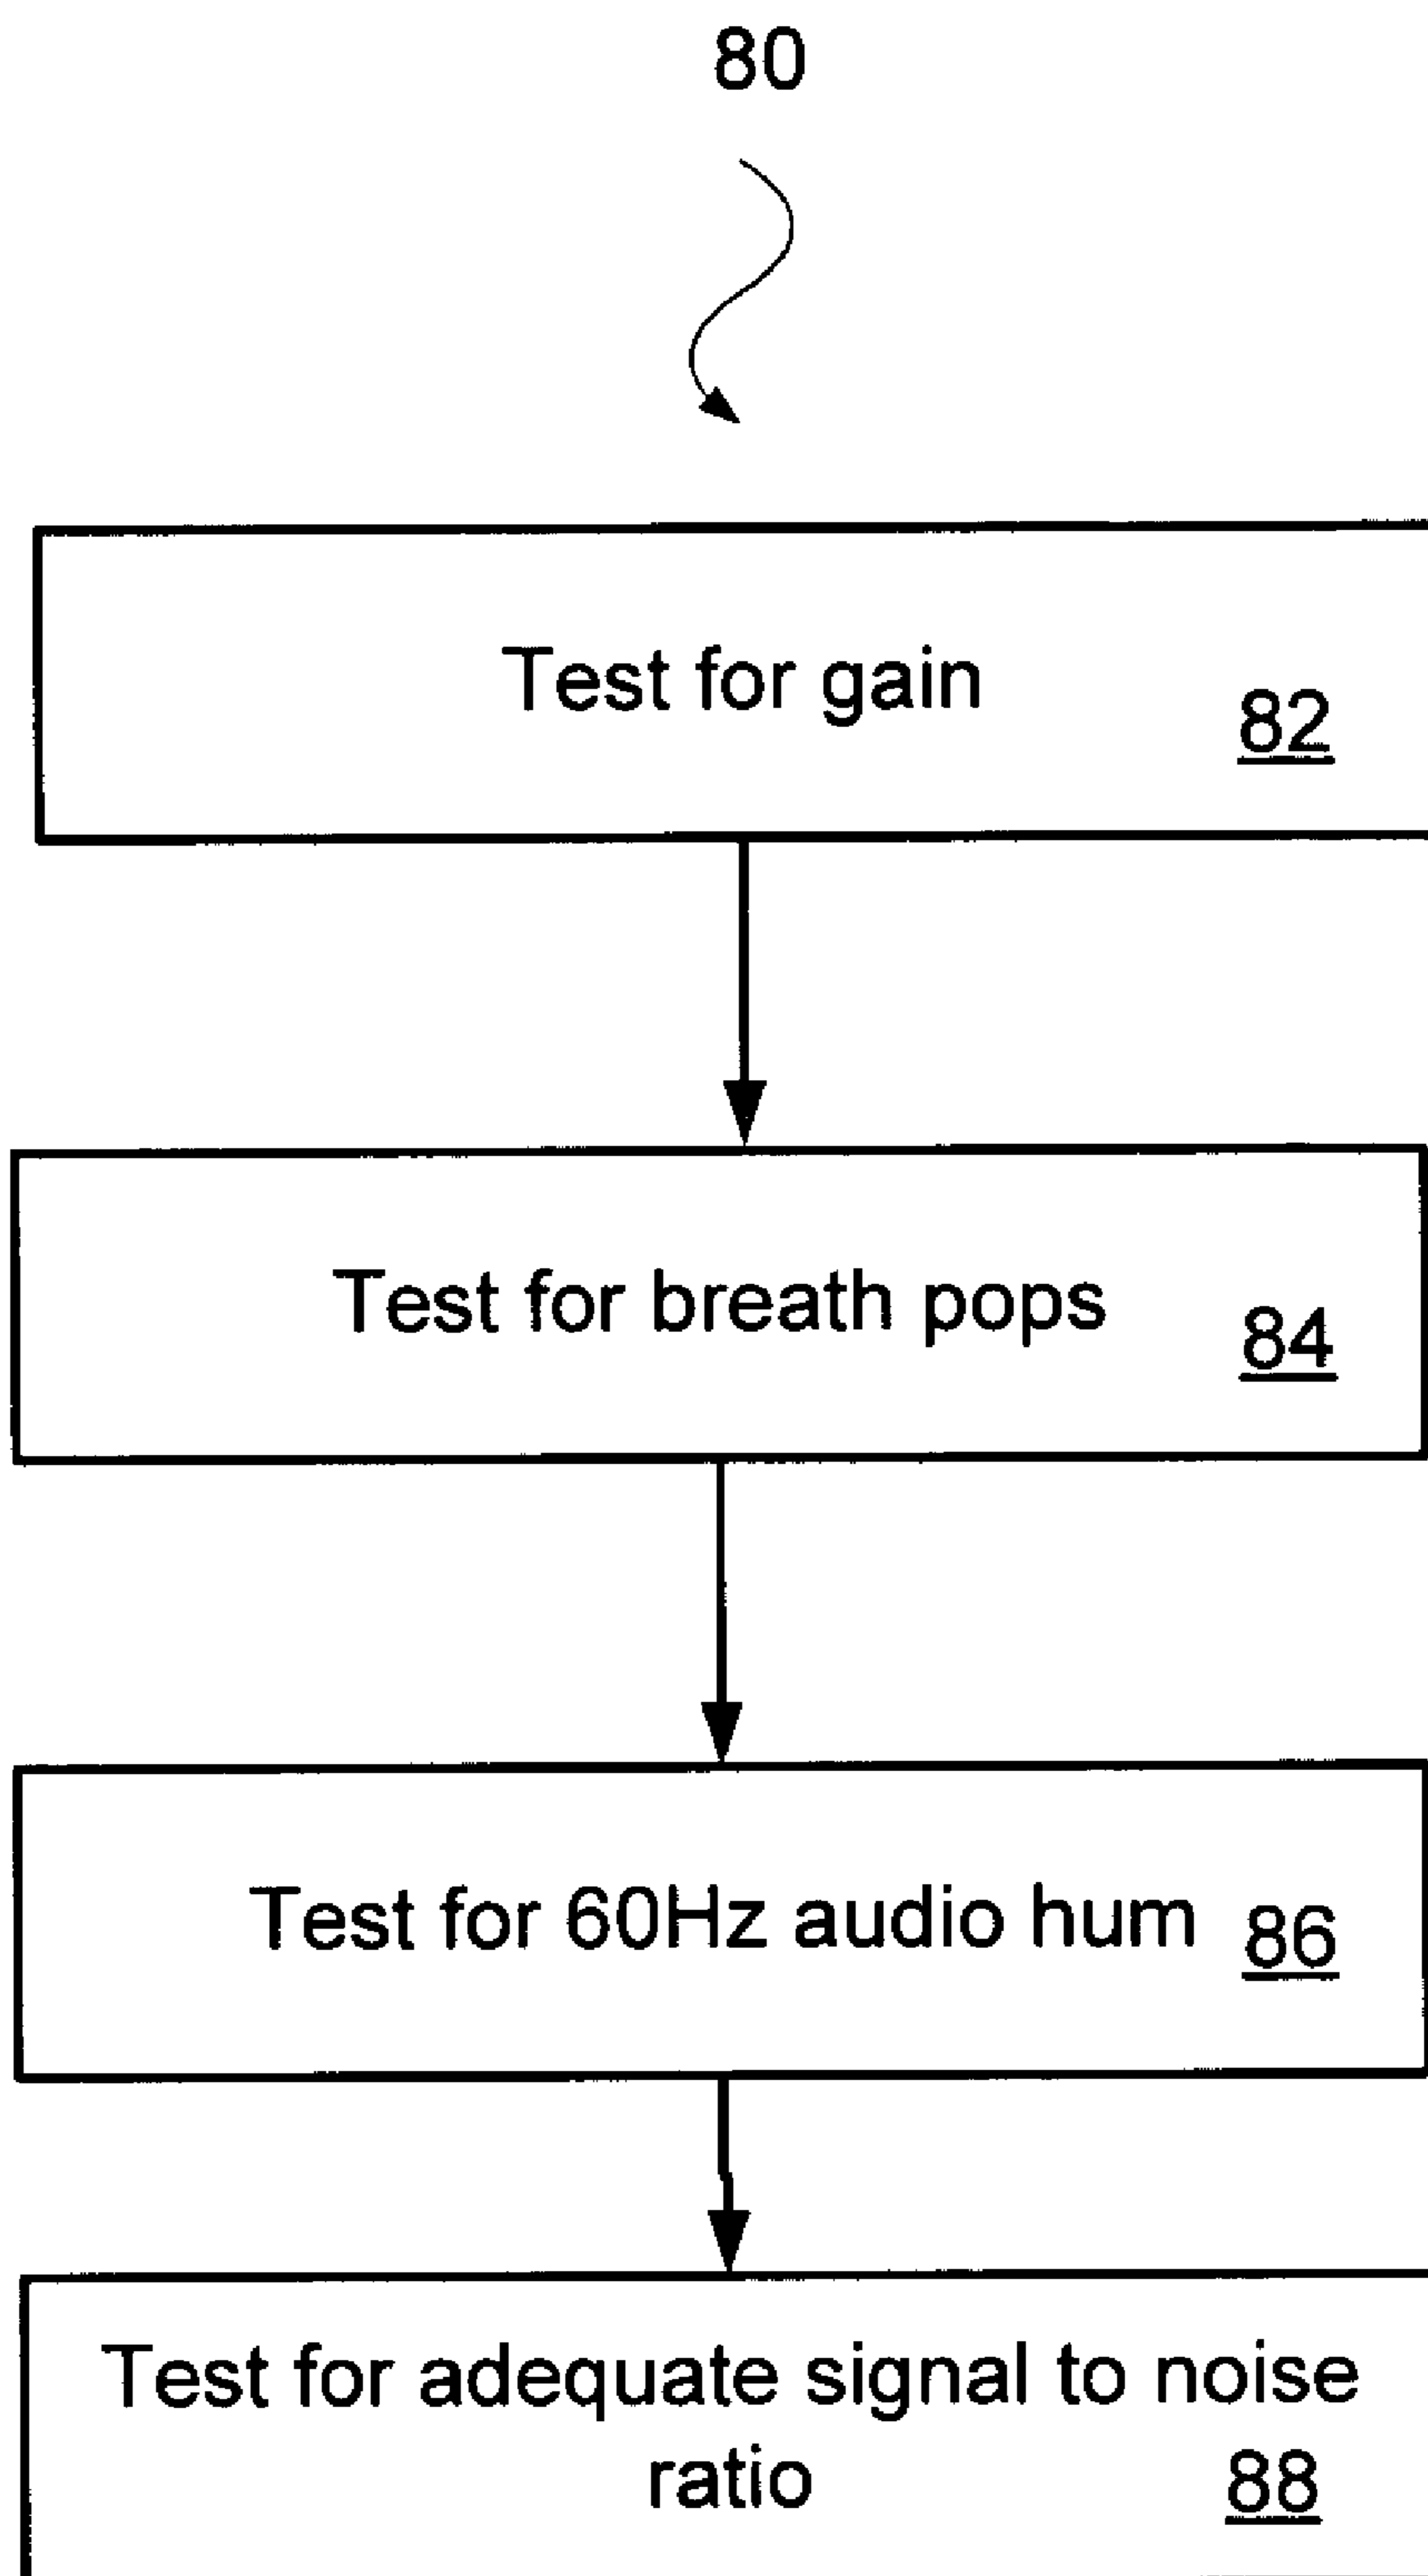 80
Test for gain
82
Test for breath pops
84
Test for 60Hz audio hum
86
Test for adequate signal to noise
ratio
88